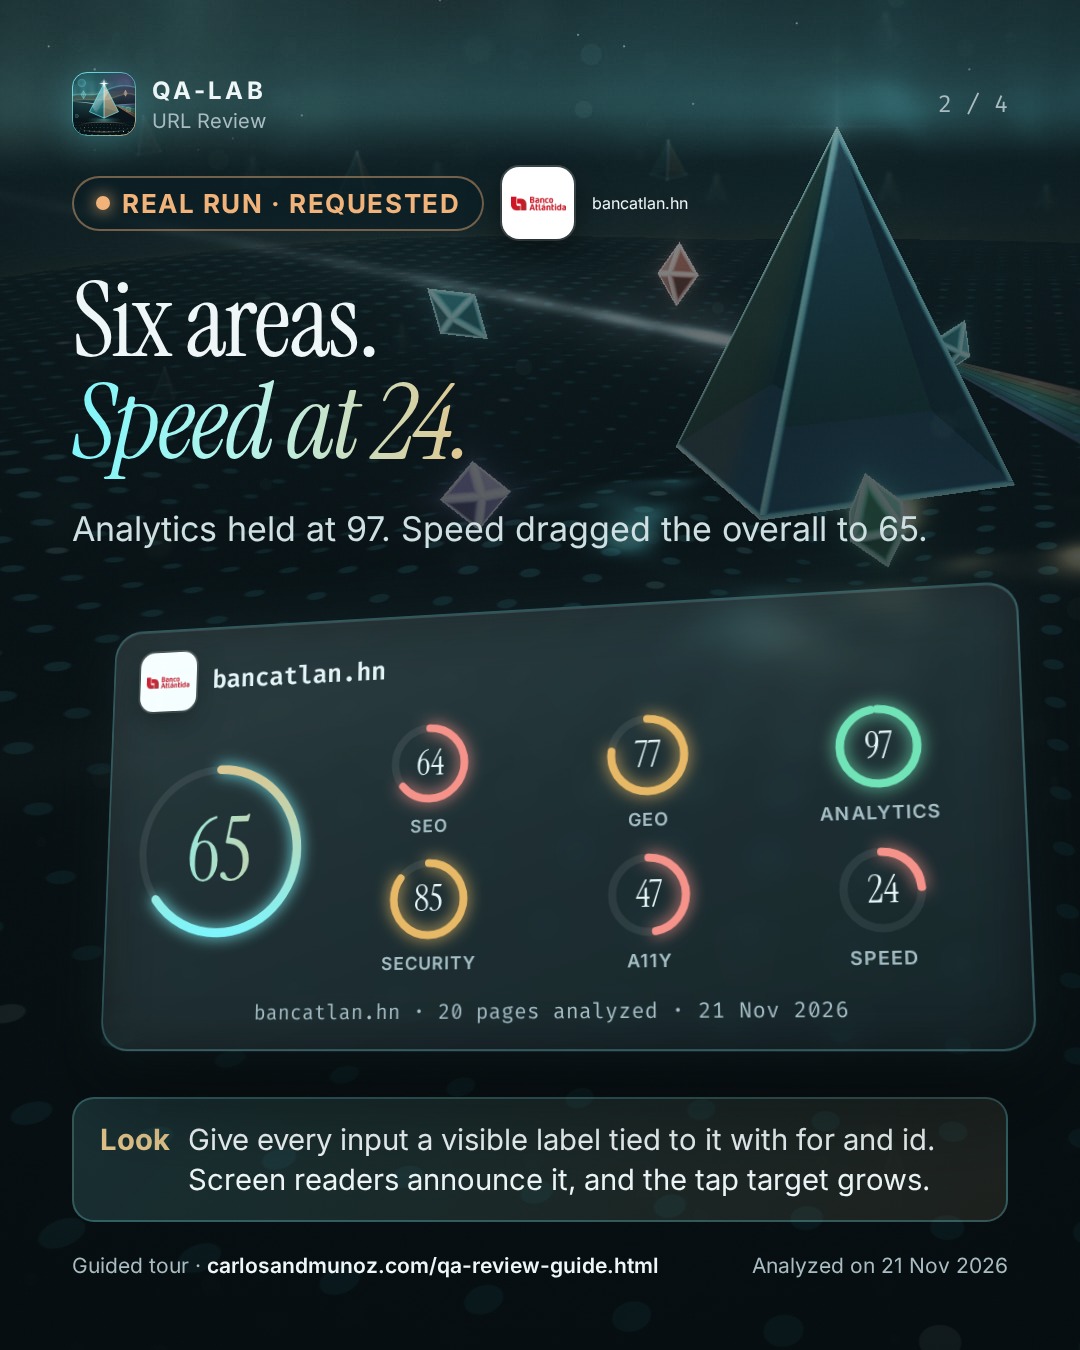 QA-LAB
URL Review
2 / 4
REAL RUN · REQUESTED
Banco Atlántida
bancatlan.hn
Six areas.
Speed at 24.
Analytics held at 97. Speed dragged the overall to 65.
Banco Atlántida
bancatlan.hn
65
64
SEO
77
GEO
97
ANALYTICS
85
SECURITY
47
A11Y
24
SPEED
bancatlan.hn · 20 pages analyzed · 21 Nov 2026
Look Give every input a visible label tied to it with for and id.
Screen readers announce it, and the tap target grows.
Guided tour · carlosandmunoz.com/qa-review-guide.html
Analyzed on 21 Nov 2026